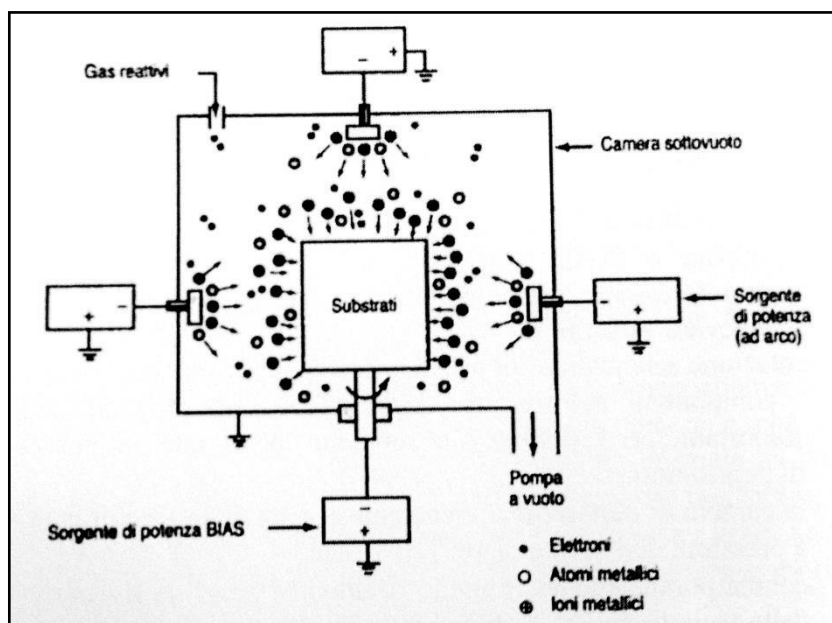 − +
Gas reattivi
Camera sottovuoto
Substrati
− +
− +
Sorgente
di potenza
(ad arco)
Pompa
a vuoto
Sorgente di potenza BIAS
+
Elettroni
Atomi metallici
Ioni metallici